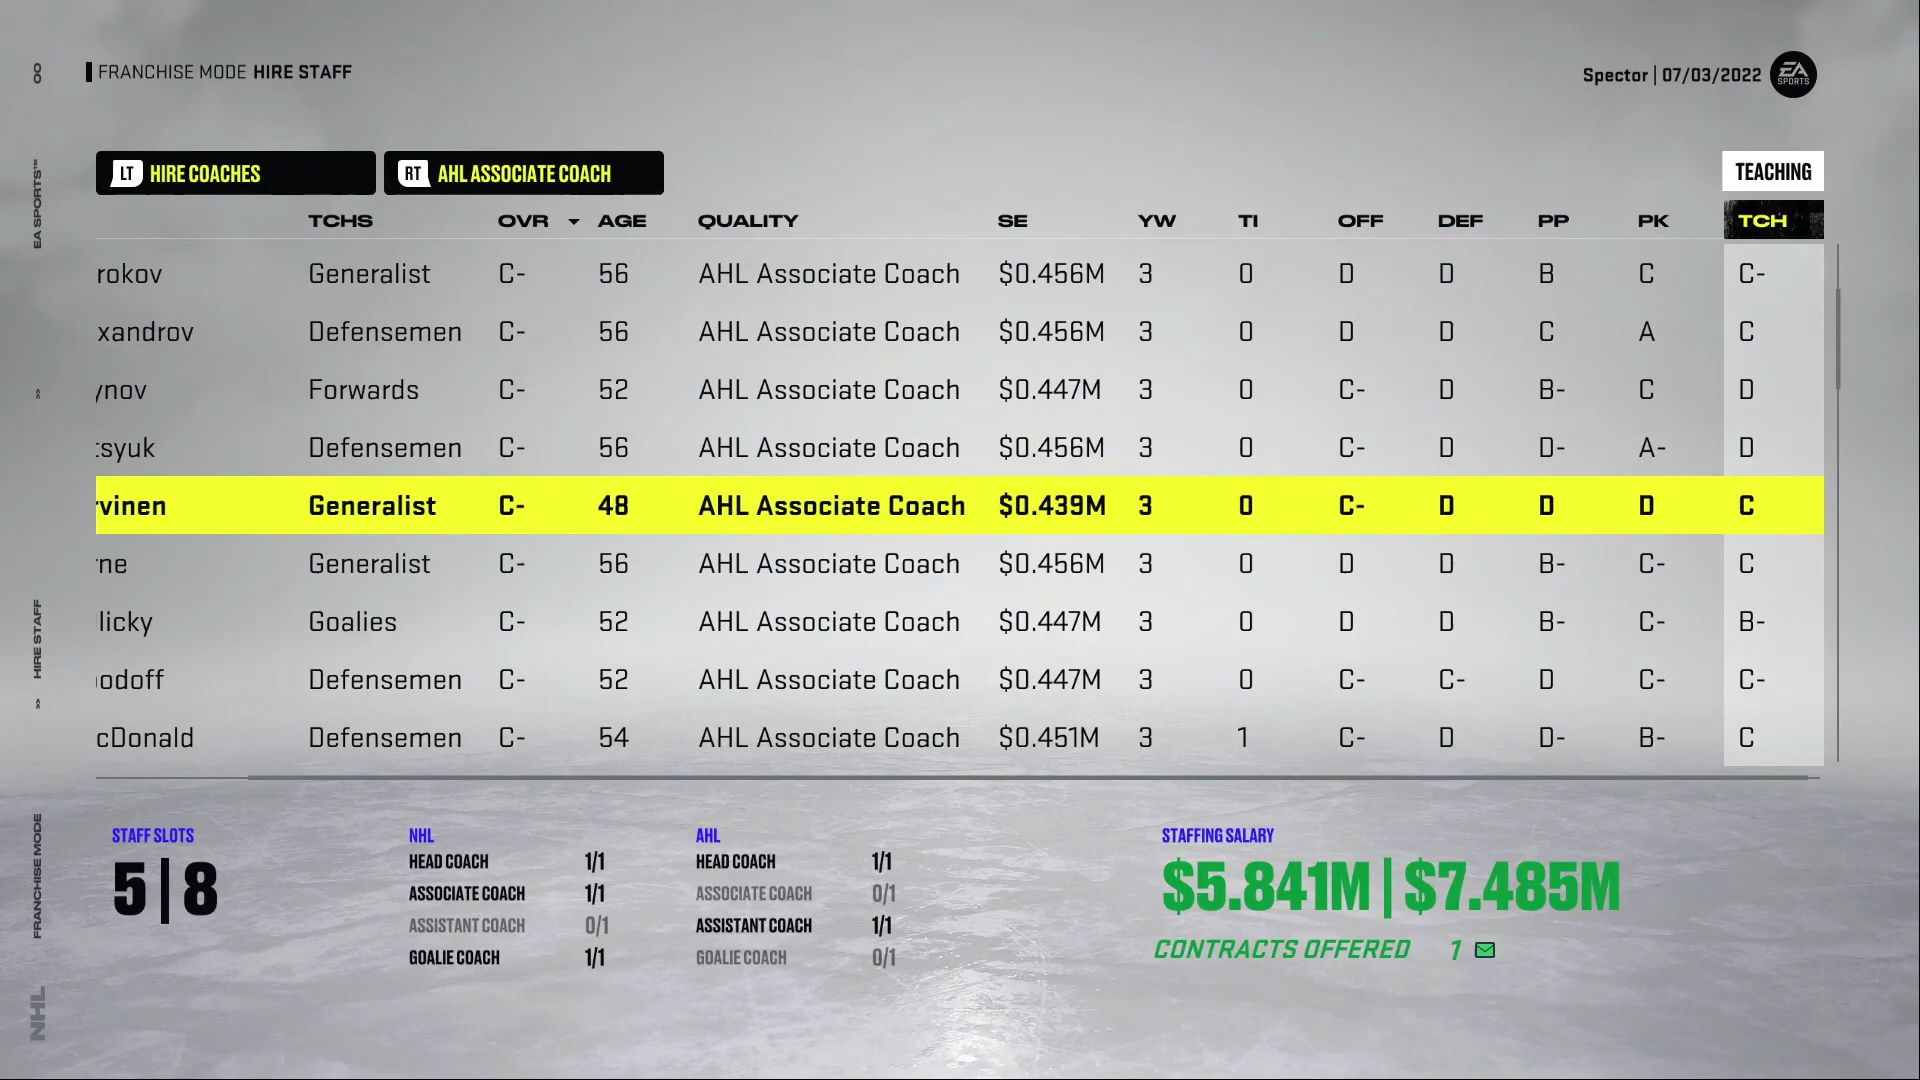 FRANCHISE MODE HIRE STAFF
Spector | 07/03/2022
EA SPORTS
LT HIRE COACHES
RT AHL ASSOCIATE COACH
TEACHING
TCHS OVR AGE QUALITY SE YW TI OFF DEF PP PK TCH
rokov Generalist C- 56 AHL Associate Coach $0.456M 3 0 D D B C C-
xandrov Defensemen C- 56 AHL Associate Coach $0.456M 3 0 D D C A C
ynov Forwards C- 52 AHL Associate Coach $0.447M 3 0 C- D B- C D
tsyuk Defensemen C- 56 AHL Associate Coach $0.456M 3 0 C- D D- A- D
rvinen Generalist C- 48 AHL Associate Coach $0.439M 3 0 C- D D D C
rne Generalist C- 56 AHL Associate Coach $0.456M 3 0 D D B- C- C
licky Goalies C- 52 AHL Associate Coach $0.447M 3 0 D D B- C- B-
odoff Defensemen C- 52 AHL Associate Coach $0.447M 3 0 C- C- D C- C-
cDonald Defensemen C- 54 AHL Associate Coach $0.451M 3 1 C- D D- B- C
STAFF SLOTS
5|8
NHL
HEAD COACH 1/1
ASSOCIATE COACH 1/1
ASSISTANT COACH 0/1
GOALIE COACH 1/1
AHL
HEAD COACH 1/1
ASSOCIATE COACH 0/1
ASSISTANT COACH 1/1
GOALIE COACH 0/1
STAFFING SALARY
$5.841M | $7.485M
CONTRACTS OFFERED 1
NHL
FRANCHISE MODE
» HIRE STAFF
»
EA SPORTS™